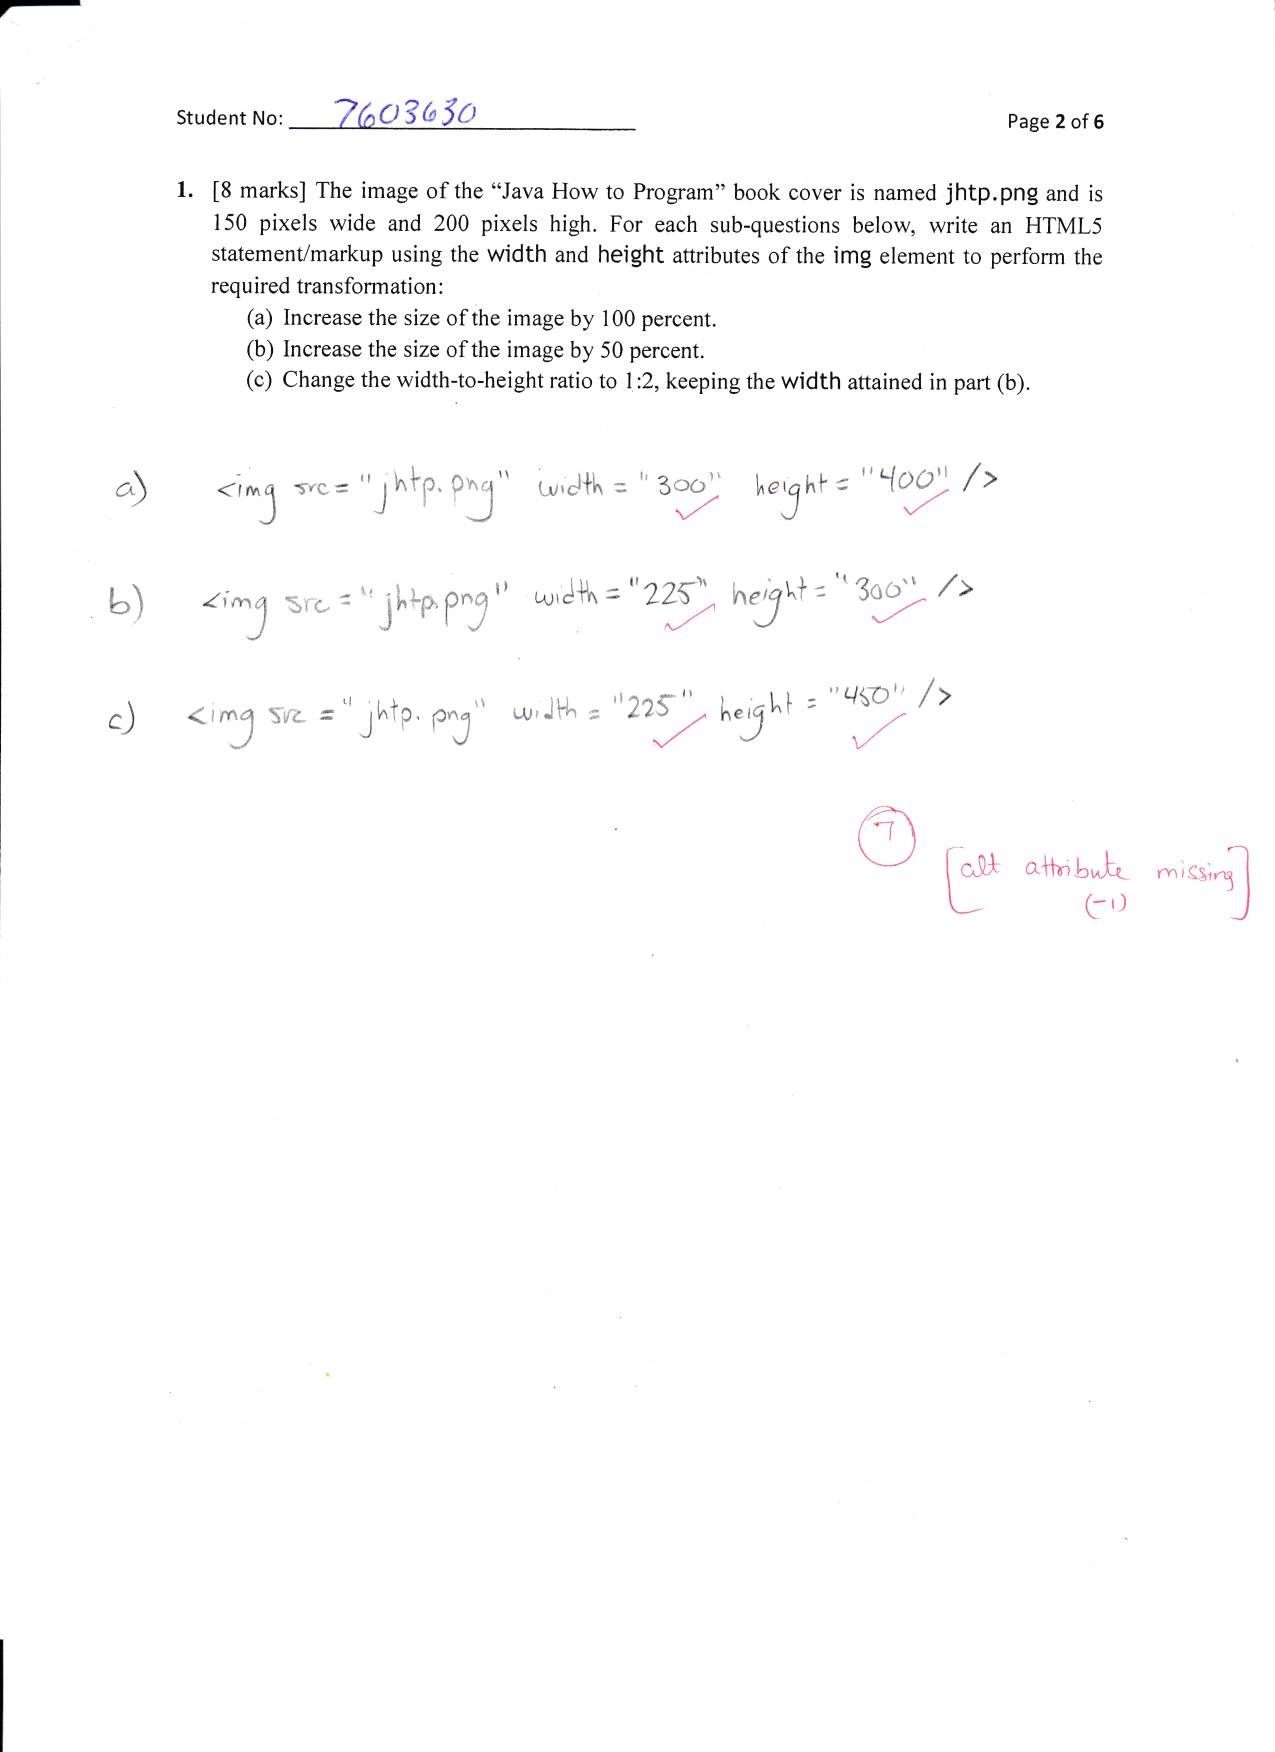 Student No: 7603630 Page 2 of 6
1. [8 marks] The image of the “Java How to Program” book cover is named jhtp.png and is
150 pixels wide and 200 pixels high. For each sub-questions below, write an HTML5
statement/markup using the width and height attributes of the img element to perform the
required transformation:
(a) Increase the size of the image by 100 percent.
(b) Increase the size of the image by 50 percent.
(c) Change the width-to-height ratio to 1:2, keeping the width attained in part (b).
a) <img src = "jhtp.png" width = "300" height = "400" />
b) <img src = "jhtp.png" width = "225" height = "300" />
c) <img src = "jhtp.png" width = "225" height = "450" />
7
[alt attribute missing]
(-1)